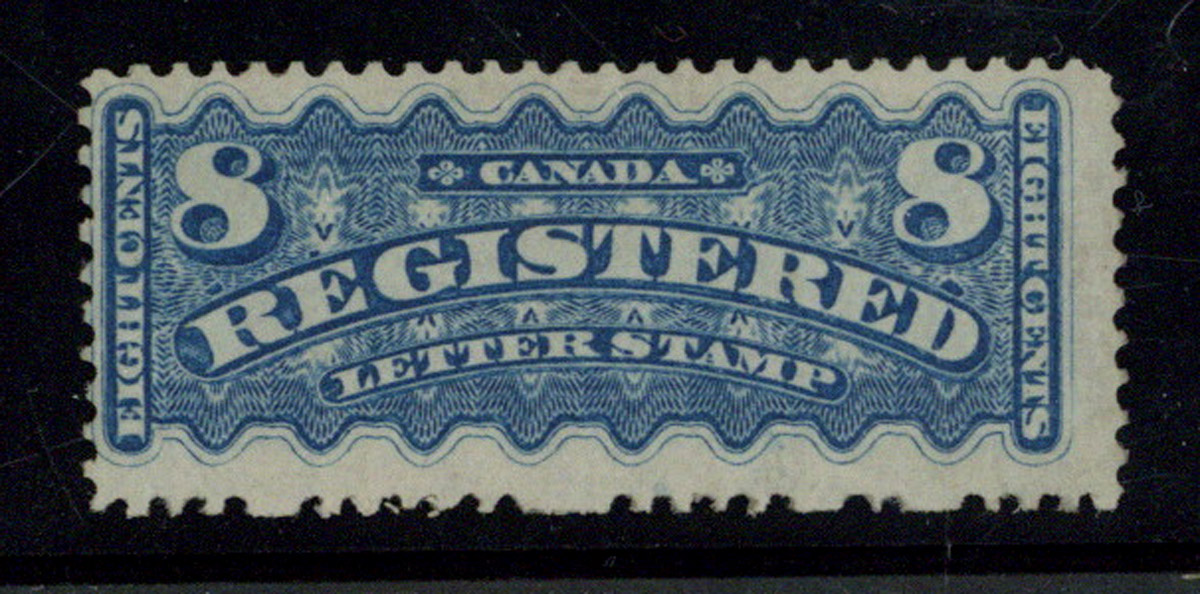 CANADA
8 8
REGISTERED
LETTER STAMP
EIGHT CENTS
EIGHT CENTS